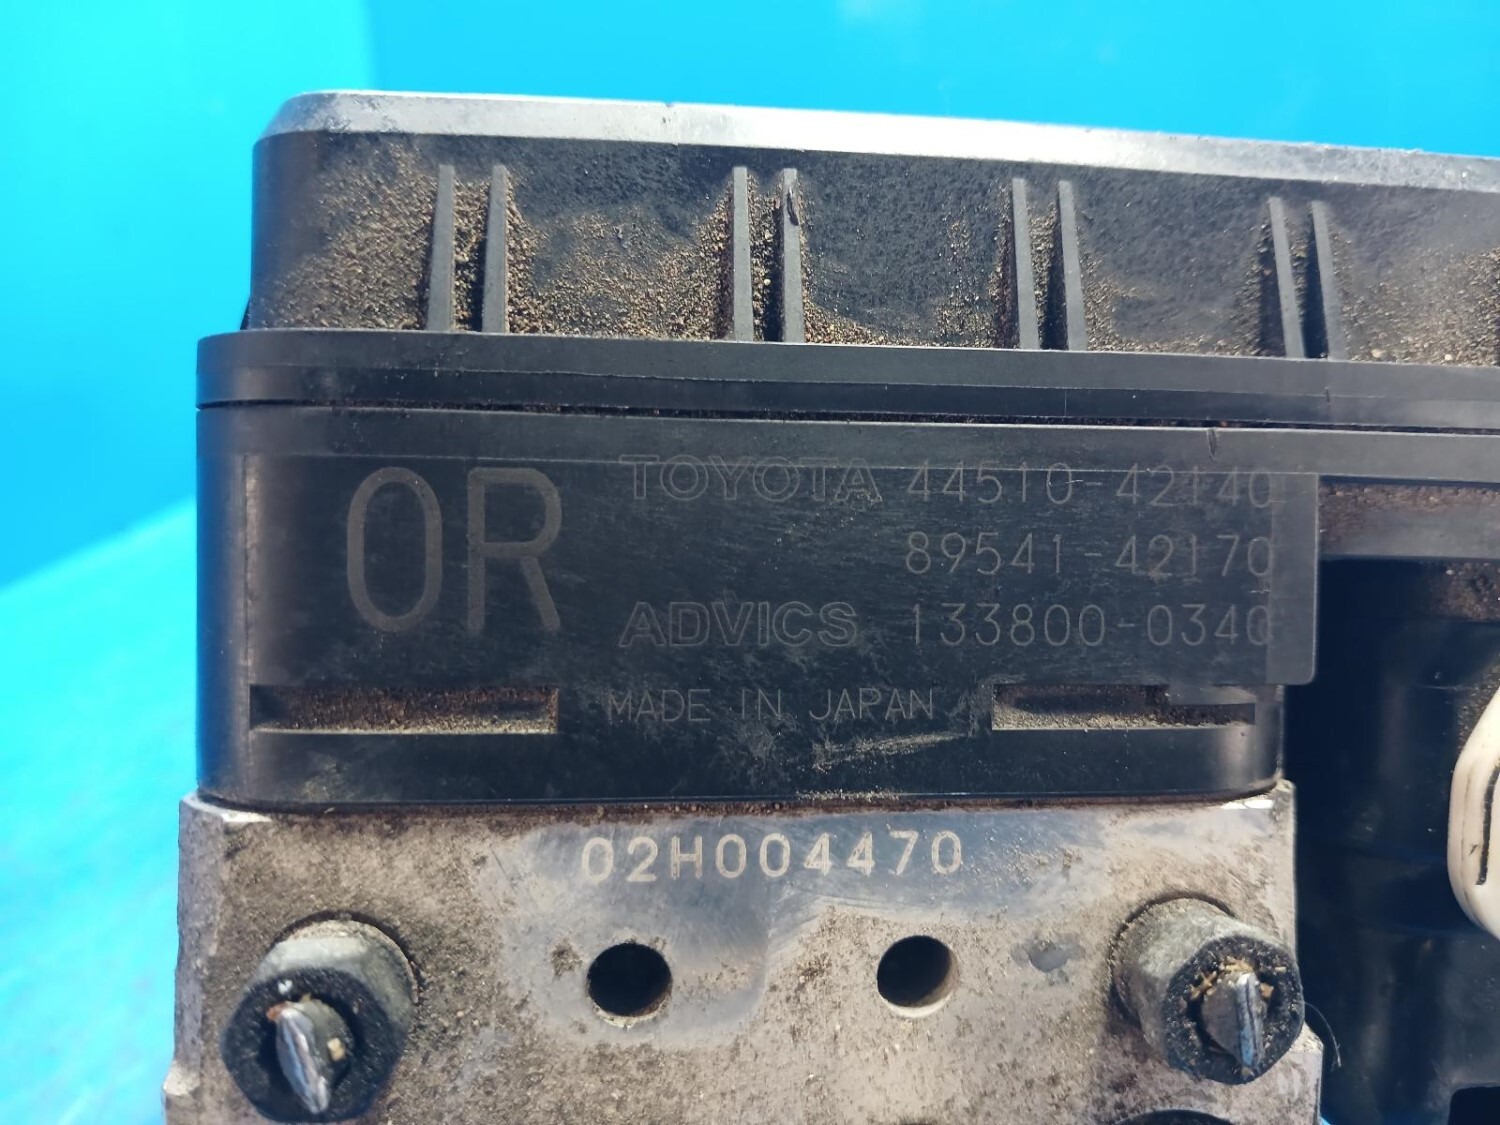 0R
TOYOTA 44510-42140
89541-42170
ADVICS 133800-0340
MADE IN JAPAN
02H004470